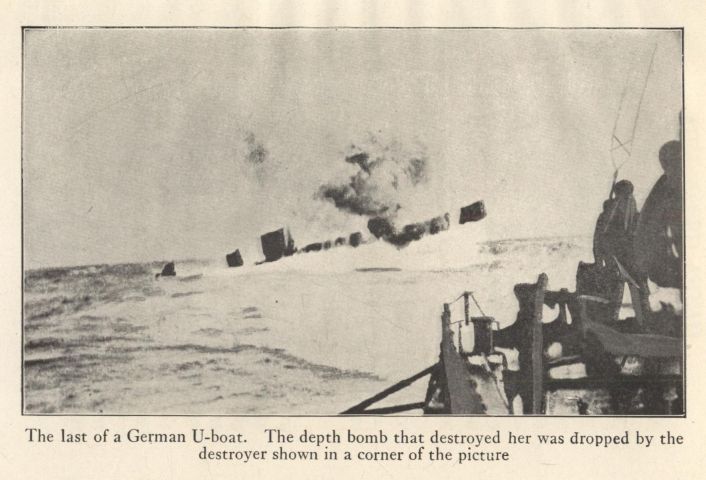 The last of a German U-boat. The depth bomb that destroyed her was dropped by the
destroyer shown in a corner of the picture